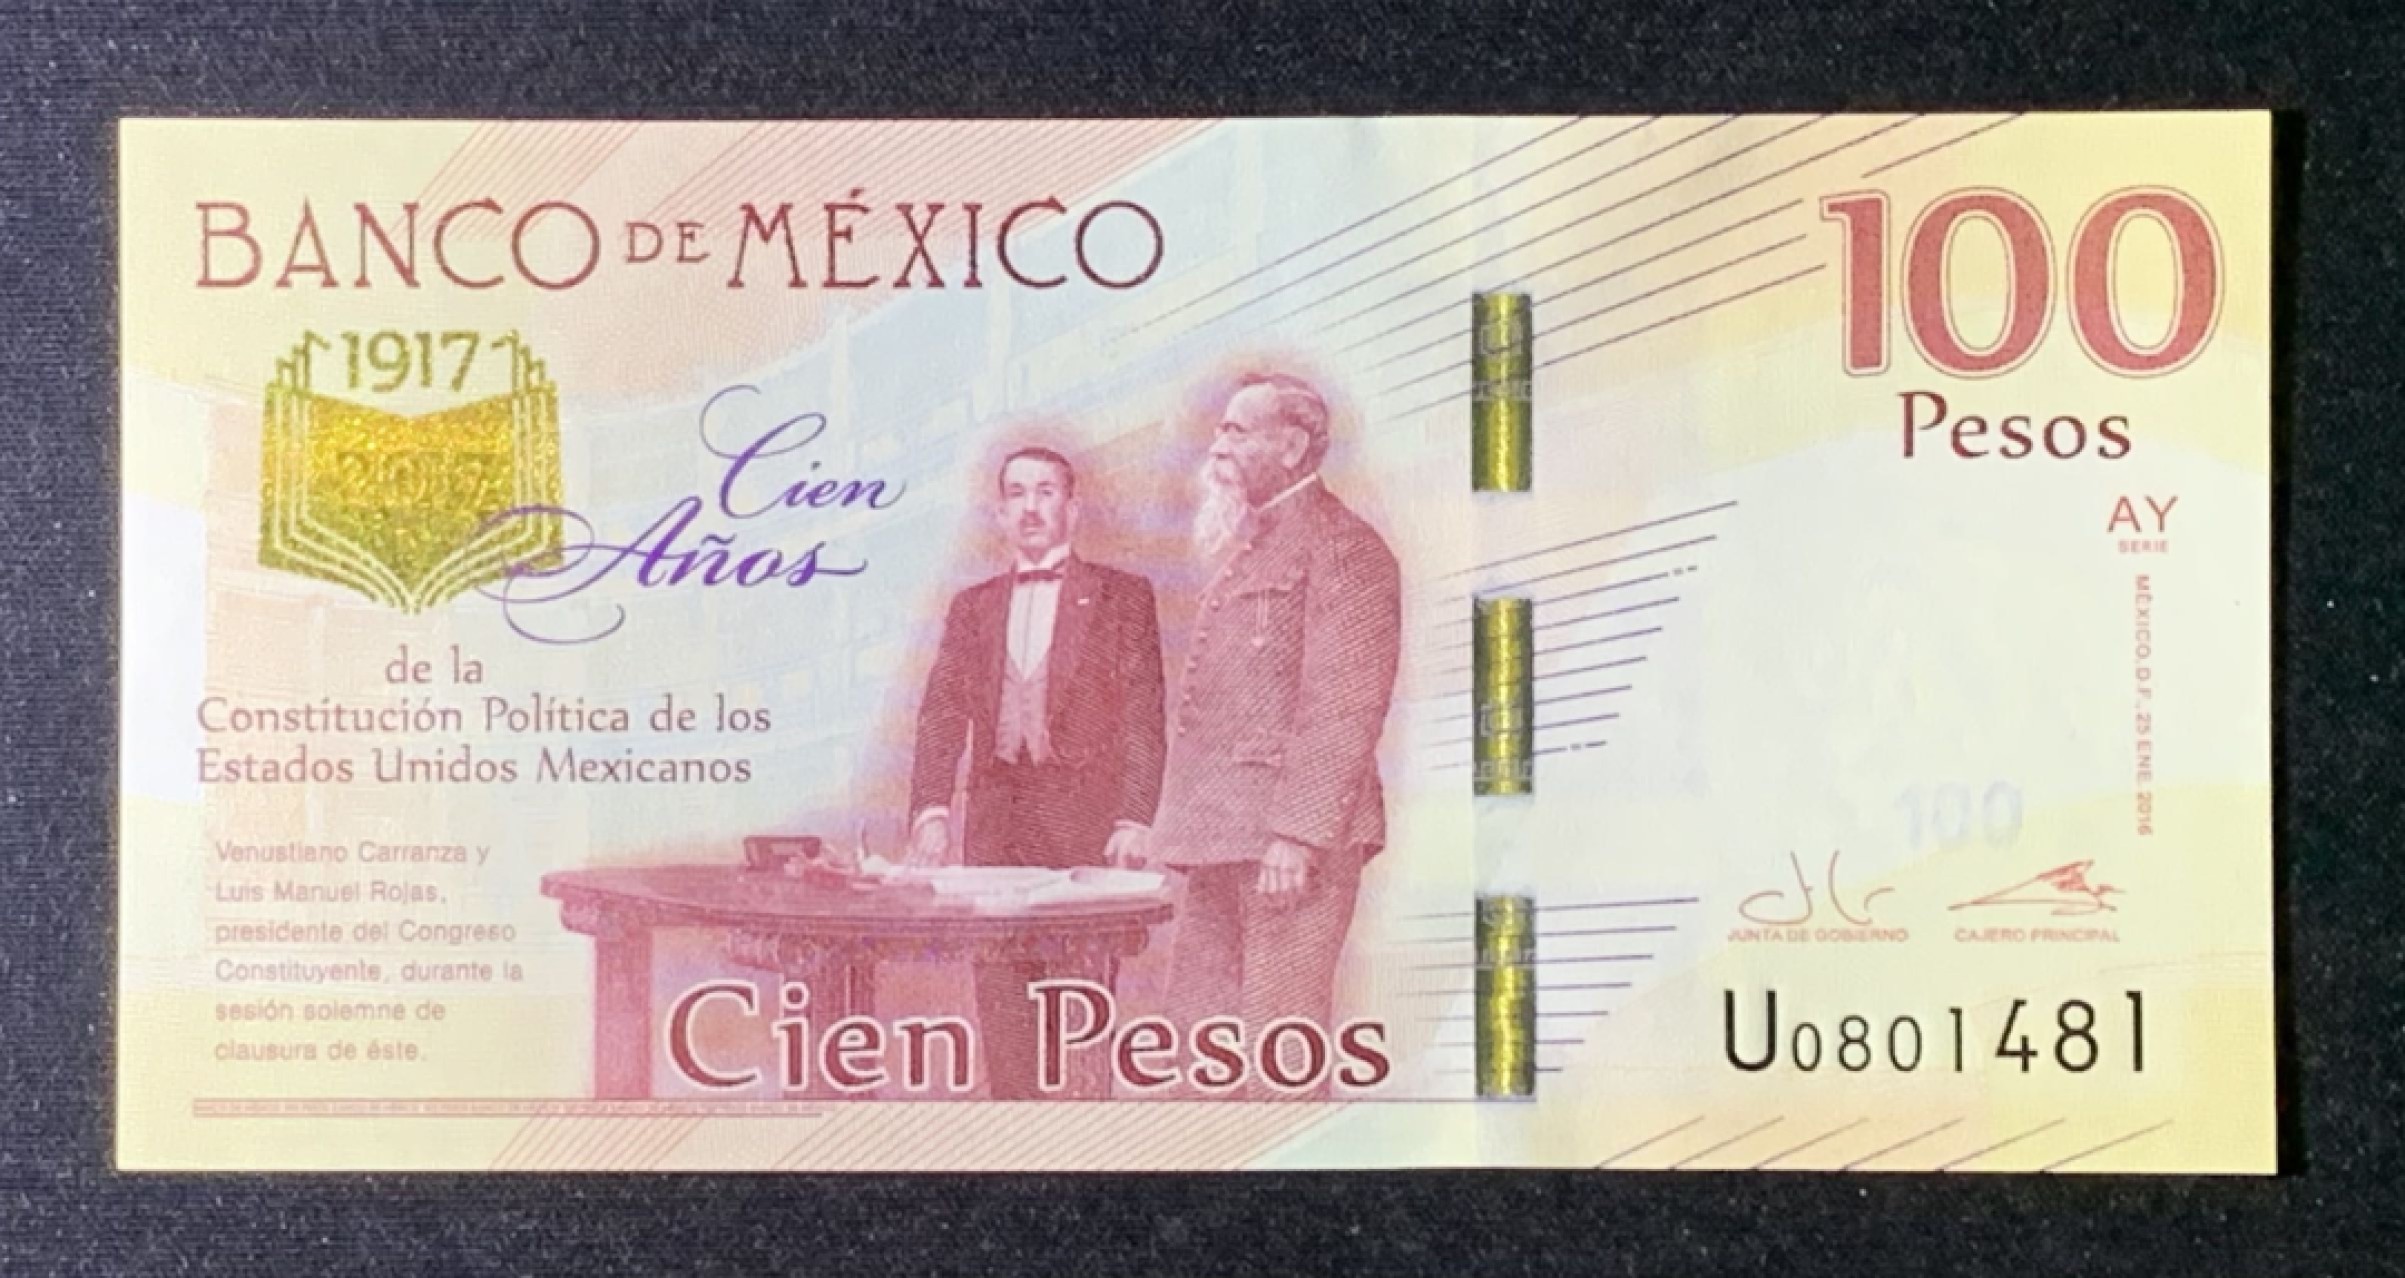 BANCO DE MÉXICO
100
Pesos
1917
2017
Cien
Años
de la
Constitución Política de los
Estados Unidos Mexicanos
AY
SERIE
MÉXICO, D.F., 25 ENE. 2016
Venustiano Carranza y
Luis Manuel Rojas,
presidente del Congreso
Constituyente, durante la
sesión solemne de
clausura de éste.
100
JUNTA DE GOBIERNO
CAJERO PRINCIPAL
Cien Pesos
U0801481